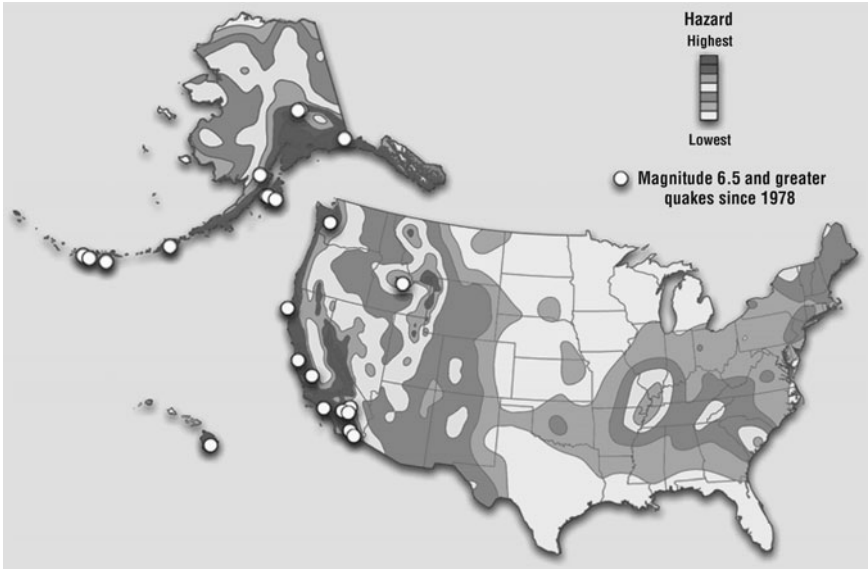 Hazard
Highest
Lowest
Magnitude 6.5 and greater
quakes since 1978